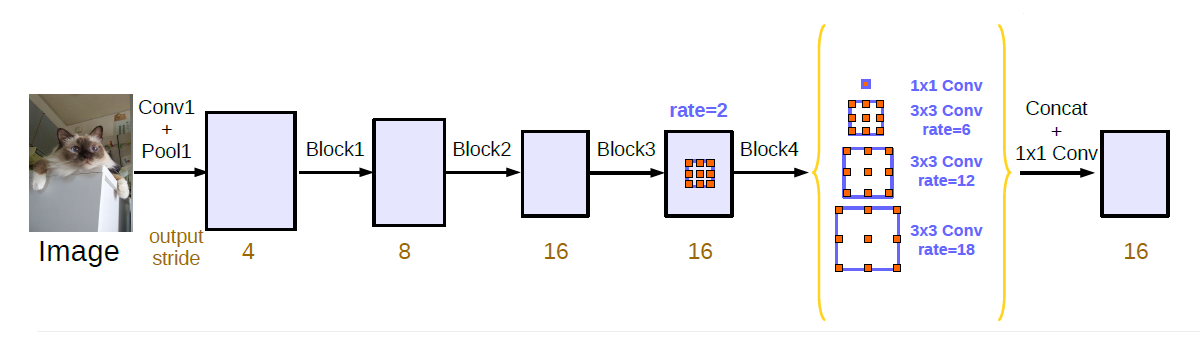 Image
Conv1
+
Pool1
output
stride
4
Block1
8
Block2
16
Block3
rate=2
16
Block4
1x1 Conv
3x3 Conv
rate=6
3x3 Conv
rate=12
3x3 Conv
rate=18
Concat
+
1x1 Conv
16